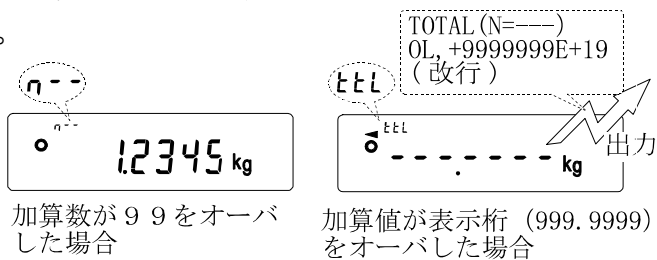 。
TOTAL(N=---)
OL,+9999999E+19
(改行)
n--
ttL
n--
1.2345 kg
ttL
---.---- kg
出力
加算数が99をオーバ
した場合
加算値が表示桁 (999.9999)
をオーバした場合